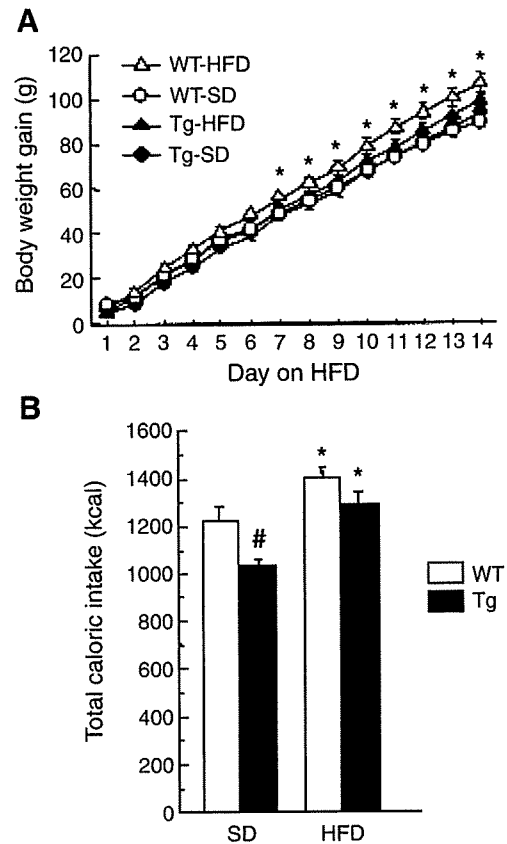 A
Body weight gain (g)
120
100
80
60
40
20
0
WT-HFD
WT-SD
Tg-HFD
Tg-SD
* * * * * * * *
1 2 3 4 5 6 7 8 9 10 11 12 13 14
Day on HFD
B
Total caloric intake (kcal)
1600
1400
1200
1000
800
600
400
200
0
#
* *
WT
Tg
SD HFD